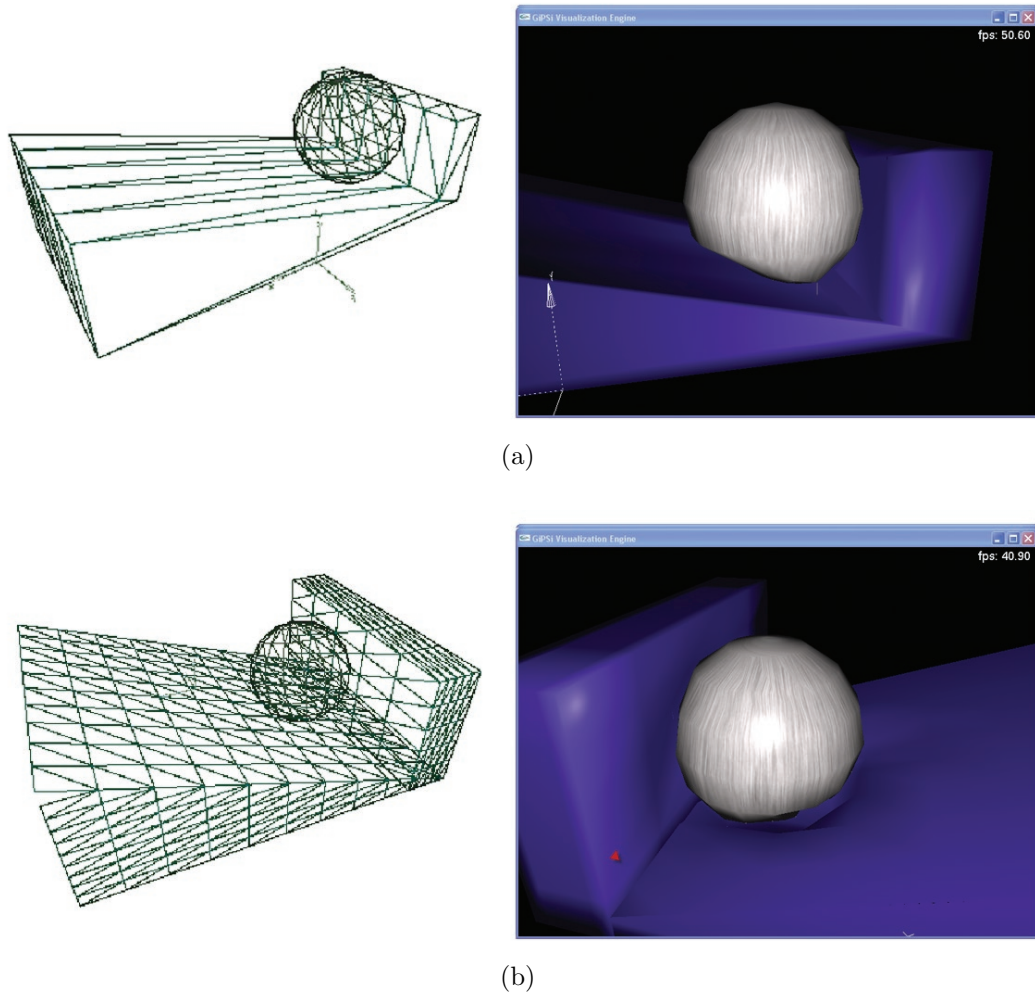 GiPSi Visualization Engine
fps: 50.60
(a)
GiPSi Visualization Engine
fps: 40.90
(b)